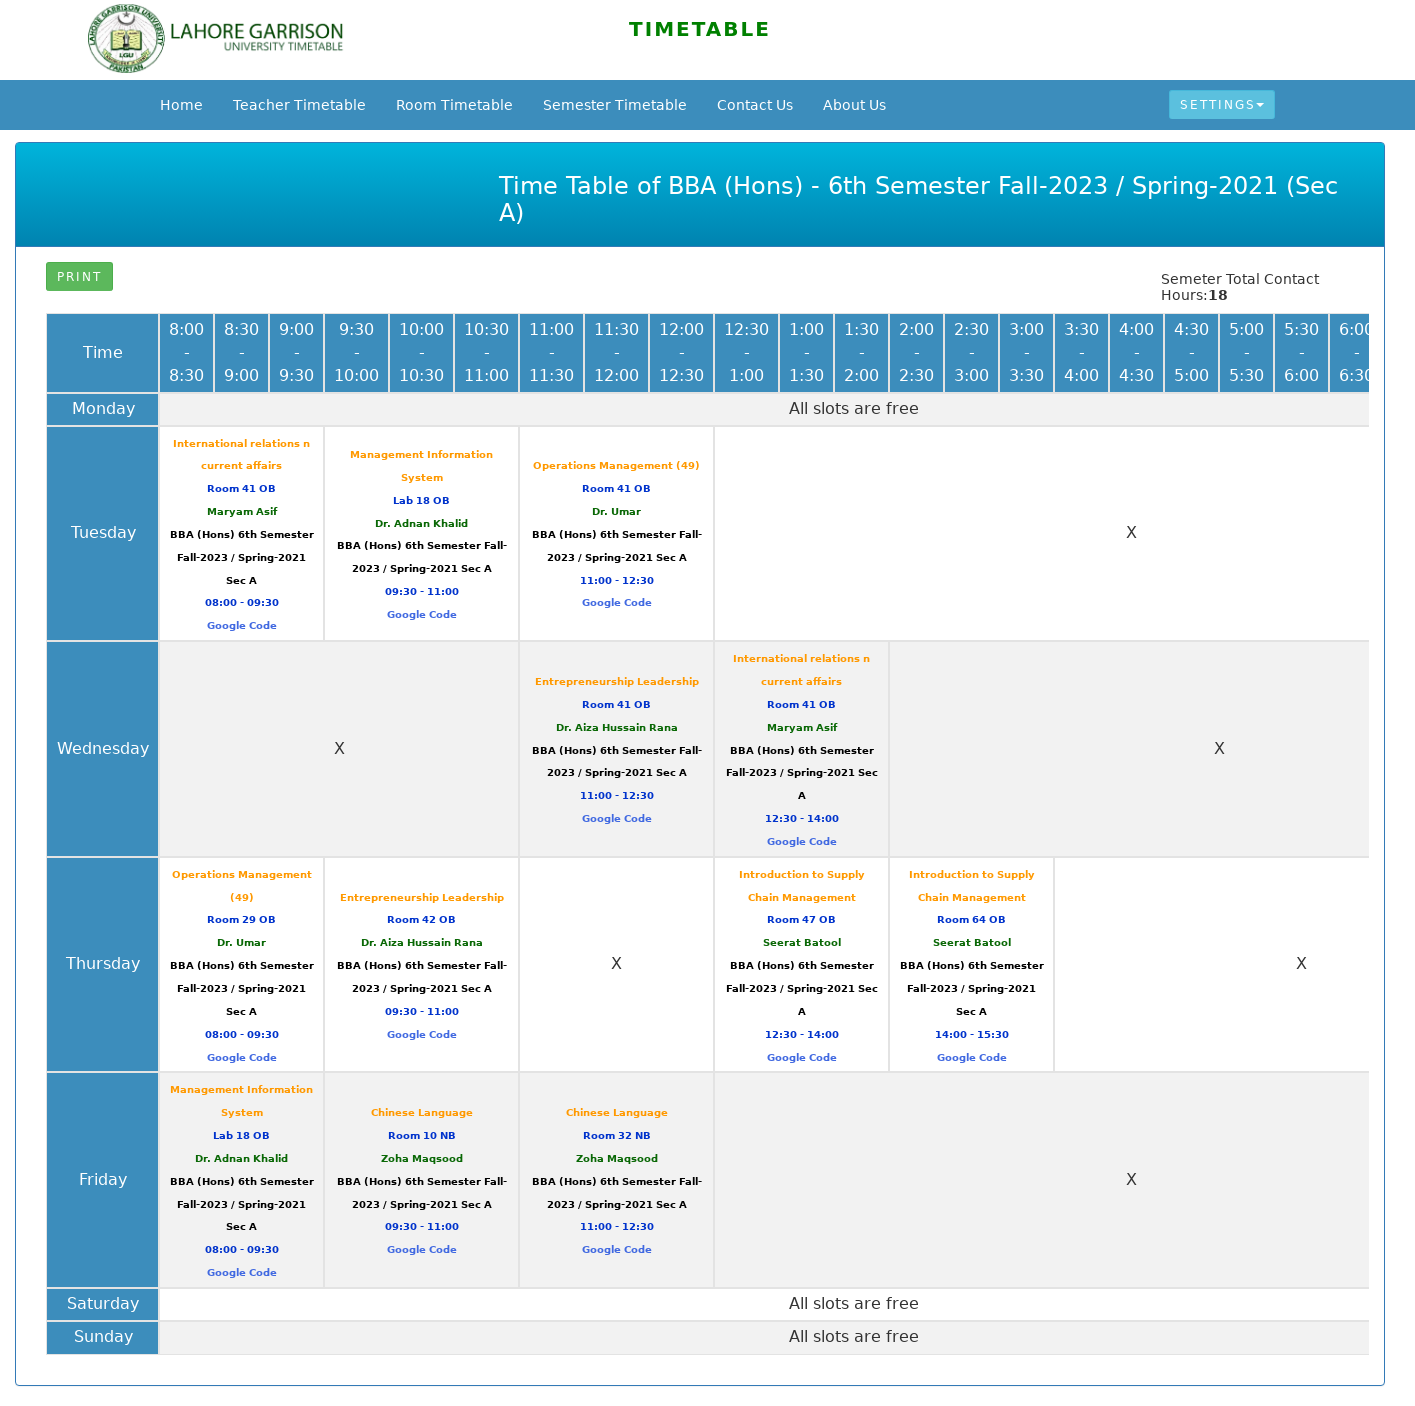 LAHORE GARRISON
UNIVERSITY TIMETABLE
LGU
PAKISTAN
TIMETABLE
Home Teacher Timetable Room Timetable Semester Timetable Contact Us About Us SETTINGS
Time Table of BBA (Hons) - 6th Semester Fall-2023 / Spring-2021 (Sec
A)
PRINT
Semeter Total Contact
Hours:18
Time
8:00 - 8:30
8:30 - 9:00
9:00 - 9:30
9:30 - 10:00
10:00 - 10:30
10:30 - 11:00
11:00 - 11:30
11:30 - 12:00
12:00 - 12:30
12:30 - 1:00
1:00 - 1:30
1:30 - 2:00
2:00 - 2:30
2:30 - 3:00
3:00 - 3:30
3:30 - 4:00
4:00 - 4:30
4:30 - 5:00
5:00 - 5:30
5:30 - 6:00
6:00 - 6:30
Monday
All slots are free
Tuesday
International relations n
current affairs
Room 41 OB
Maryam Asif
BBA (Hons) 6th Semester
Fall-2023 / Spring-2021
Sec A
08:00 - 09:30
Google Code
Management Information
System
Lab 18 OB
Dr. Adnan Khalid
BBA (Hons) 6th Semester Fall-
2023 / Spring-2021 Sec A
09:30 - 11:00
Google Code
Operations Management (49)
Room 41 OB
Dr. Umar
BBA (Hons) 6th Semester Fall-
2023 / Spring-2021 Sec A
11:00 - 12:30
Google Code
X
Wednesday
X
Entrepreneurship Leadership
Room 41 OB
Dr. Aiza Hussain Rana
BBA (Hons) 6th Semester Fall-
2023 / Spring-2021 Sec A
11:00 - 12:30
Google Code
International relations n
current affairs
Room 41 OB
Maryam Asif
BBA (Hons) 6th Semester
Fall-2023 / Spring-2021 Sec
A
12:30 - 14:00
Google Code
X
Thursday
Operations Management
(49)
Room 29 OB
Dr. Umar
BBA (Hons) 6th Semester
Fall-2023 / Spring-2021
Sec A
08:00 - 09:30
Google Code
Entrepreneurship Leadership
Room 42 OB
Dr. Aiza Hussain Rana
BBA (Hons) 6th Semester Fall-
2023 / Spring-2021 Sec A
09:30 - 11:00
Google Code
X
Introduction to Supply
Chain Management
Room 47 OB
Seerat Batool
BBA (Hons) 6th Semester
Fall-2023 / Spring-2021 Sec
A
12:30 - 14:00
Google Code
Introduction to Supply
Chain Management
Room 64 OB
Seerat Batool
BBA (Hons) 6th Semester
Fall-2023 / Spring-2021
Sec A
14:00 - 15:30
Google Code
X
Friday
Management Information
System
Lab 18 OB
Dr. Adnan Khalid
BBA (Hons) 6th Semester
Fall-2023 / Spring-2021
Sec A
08:00 - 09:30
Google Code
Chinese Language
Room 10 NB
Zoha Maqsood
BBA (Hons) 6th Semester Fall-
2023 / Spring-2021 Sec A
09:30 - 11:00
Google Code
Chinese Language
Room 32 NB
Zoha Maqsood
BBA (Hons) 6th Semester Fall-
2023 / Spring-2021 Sec A
11:00 - 12:30
Google Code
X
Saturday
All slots are free
Sunday
All slots are free